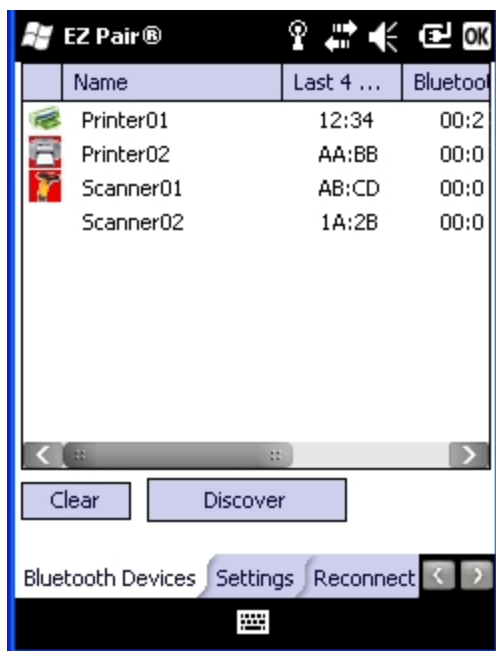 EZ Pair® OK
Name Last 4 ... Bluetool
Printer01 12:34 00:2
Printer02 AA:BB 00:0
Scanner01 AB:CD 00:0
Scanner02 1A:2B 00:0
Clear Discover
Bluetooth Devices Settings Reconnect